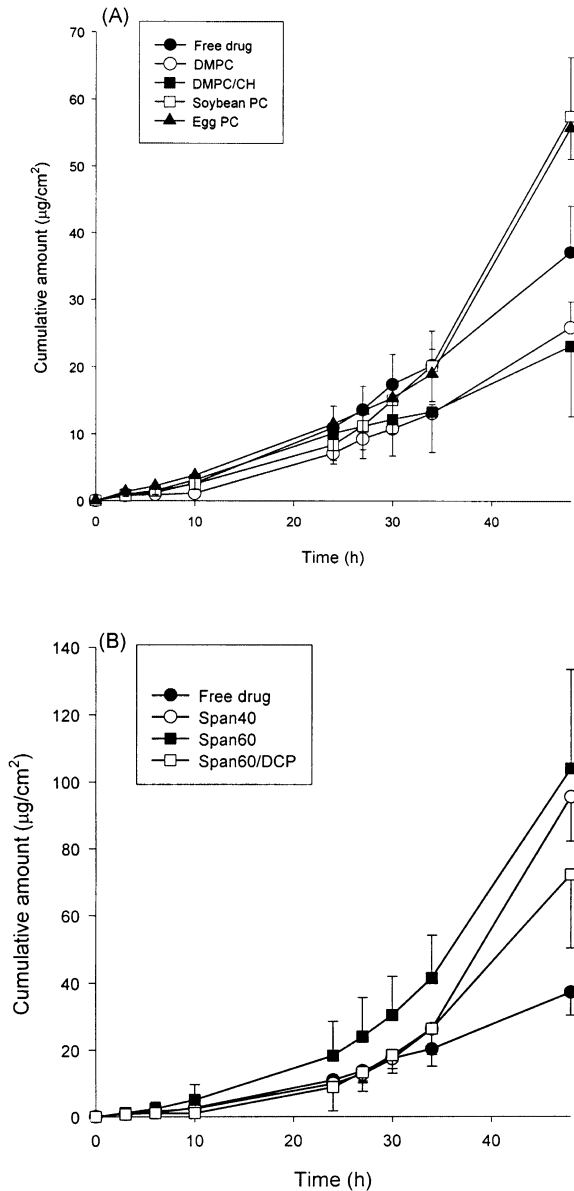 (A)
70
60
50
40
30
20
10
0
Cumulative amount (μg/cm²)
Free drug
DMPC
DMPC/CH
Soybean PC
Egg PC
0 10 20 30 40
Time (h)
(B)
140
120
100
80
60
40
20
0
Cumulative amount (μg/cm²)
Free drug
Span40
Span60
Span60/DCP
0 10 20 30 40
Time (h)